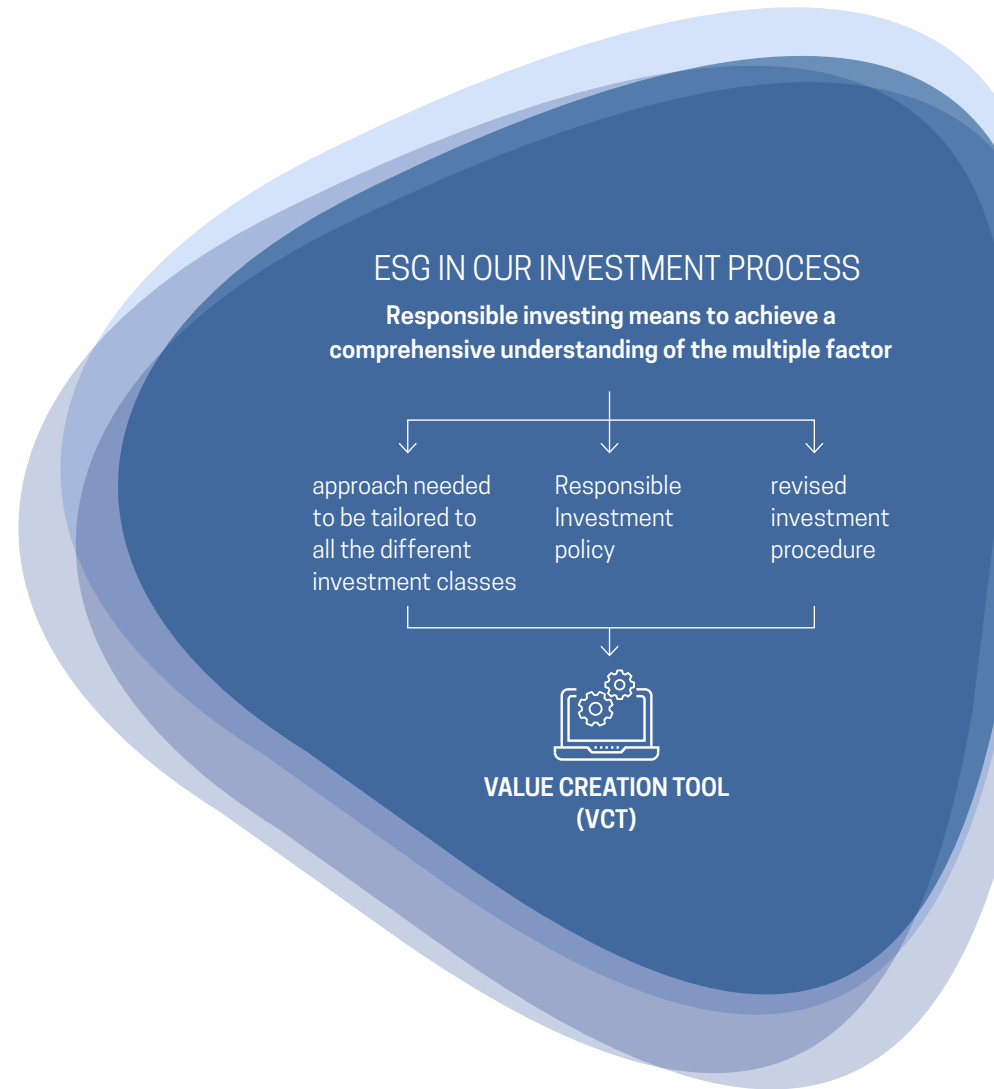 ESG IN OUR INVESTMENT PROCESS
Responsible investing means to achieve a
comprehensive understanding of the multiple factor
approach needed
to be tailored to
all the different
investment classes
Responsible
Investment
policy
revised
investment
procedure
VALUE CREATION TOOL
(VCT)